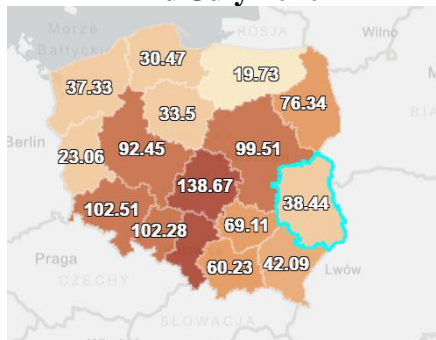 Morze
Bałtyckie
ROSJA
Wilno
30.47
19.73
37.33
76.34
33.5
Berlin
92.45
99.51
23.06
138.67
38.44
102.51
102.28
69.11
60.23
42.09
Praga
Lwów
CZECHY
SŁOWACJA